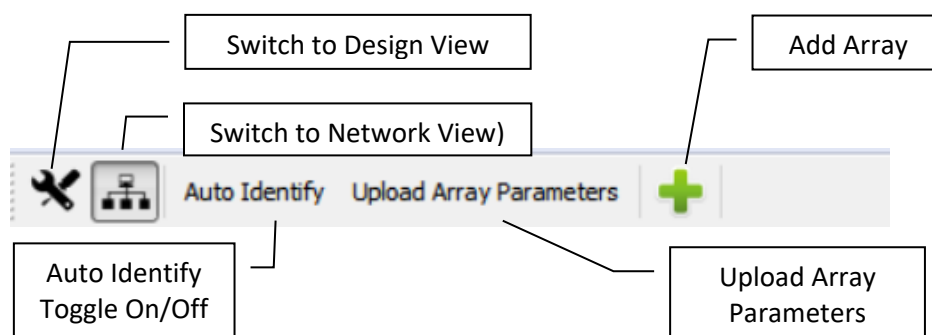 Switch to Design View
Add Array
Switch to Network View)
Auto Identify
Upload Array Parameters
Auto Identify
Toggle On/Off
Upload Array
Parameters